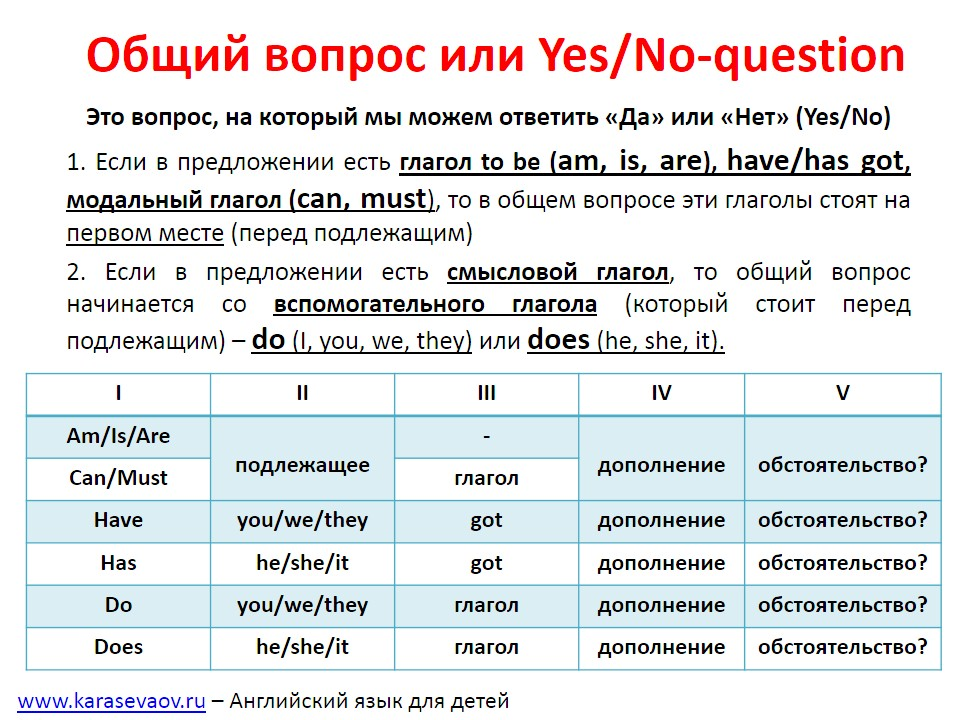 Общий вопрос или Yes/No-question
Это вопрос, на который мы можем ответить «Да» или «Нет» (Yes/No)
1. Если в предложении есть глагол to be (am, is, are), have/has got,
модальный глагол (can, must), то в общем вопросе эти глаголы стоят на
первом месте (перед подлежащим)
2. Если в предложении есть смысловой глагол, то общий вопрос
начинается со вспомогательного глагола (который стоит перед
подлежащим) – do (I, you, we, they) или does (he, she, it).
I II III IV V
Am/Is/Are -
подлежащее дополнение обстоятельство?
Can/Must глагол
Have you/we/they got дополнение обстоятельство?
Has he/she/it got дополнение обстоятельство?
Do you/we/they глагол дополнение обстоятельство?
Does he/she/it глагол дополнение обстоятельство?
www.karasevaov.ru – Английский язык для детей